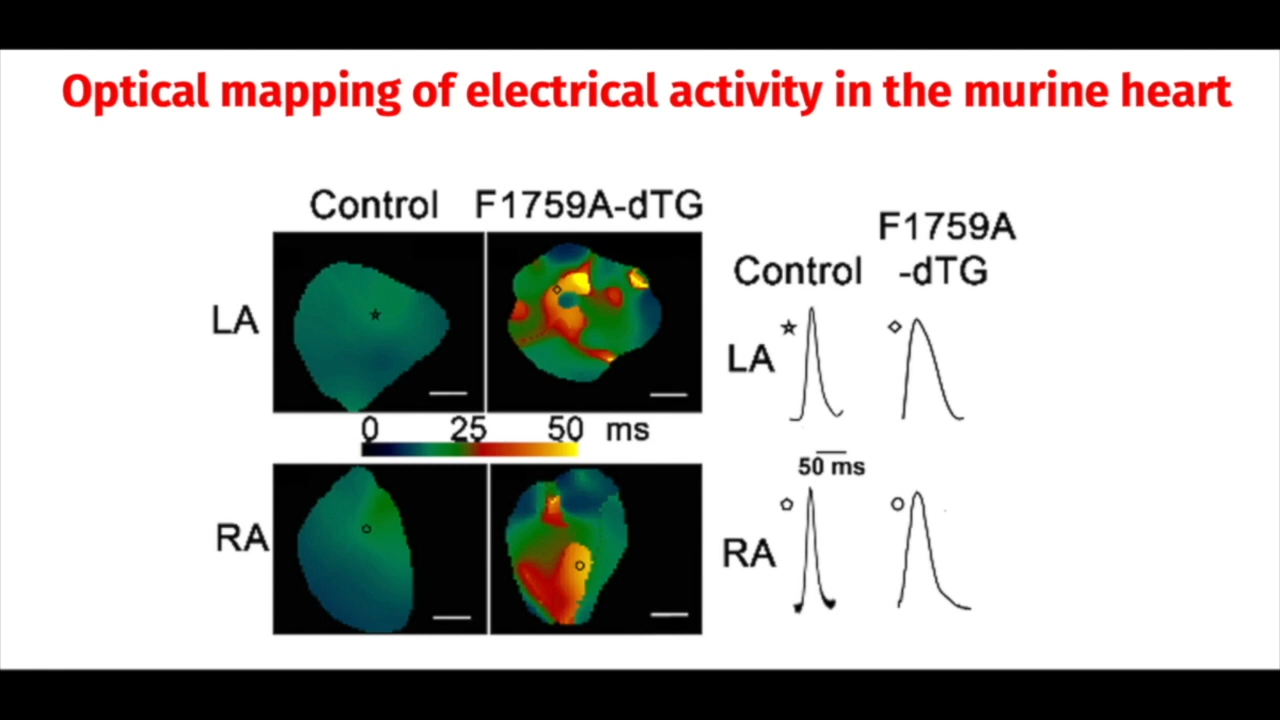 Optical mapping of electrical activity in the murine heart
Control F1759A-dTG
LA
0 25 50 ms
RA
F1759A
Control -dTG
LA
50 ms
RA